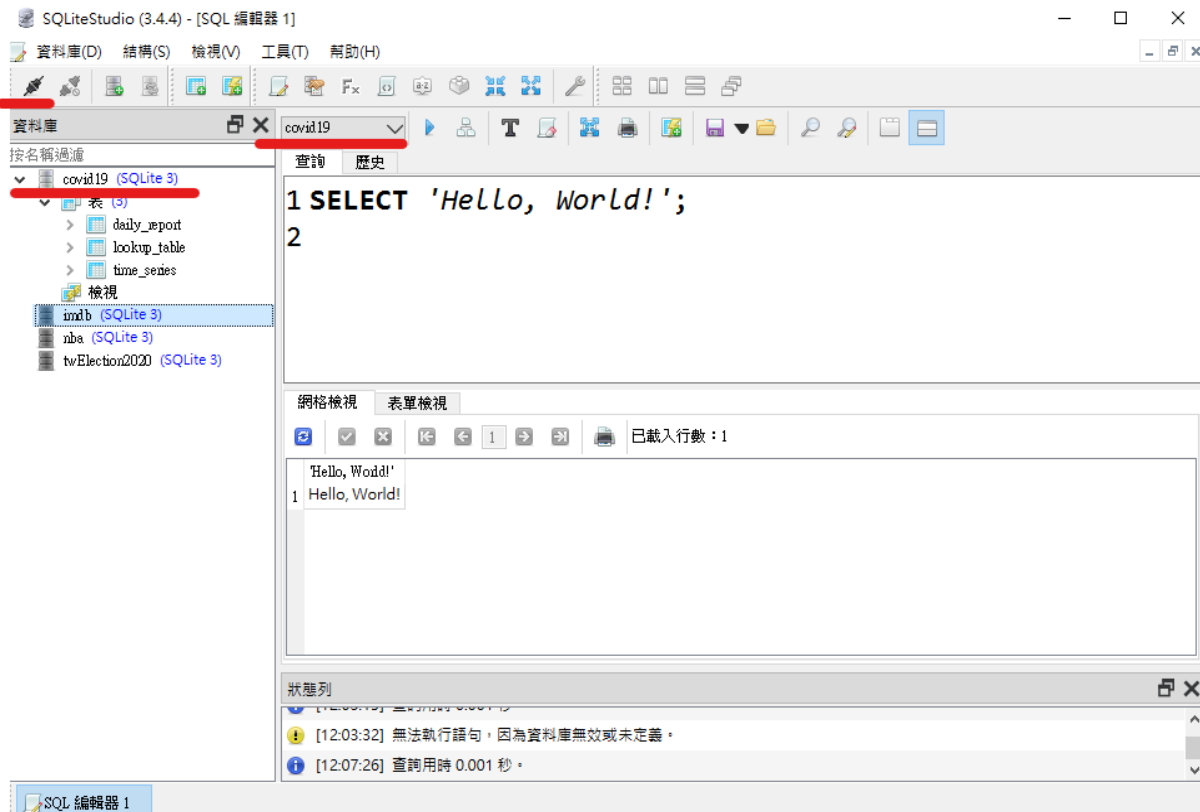 SQLiteStudio (3.4.4) - [SQL 編輯器 1]
資料庫(D) 結構(S) 檢視(V) 工具(T) 幫助(H)
資料庫
covid19
按名稱過濾
查詢 歷史
covid19 (SQLite 3)
表 (3)
daily_report
lookup_table
time_series
檢視
imdb (SQLite 3)
nba (SQLite 3)
twElection2020 (SQLite 3)
1 SELECT 'Hello, World!';
2
網格檢視 表單檢視
1
已載入行數：1
'Hello, World!'
1 Hello, World!
狀態列
[12:03:32] 無法執行語句，因為資料庫無效或未定義。
[12:07:26] 查詢用時 0.001 秒。
SQL 編輯器 1